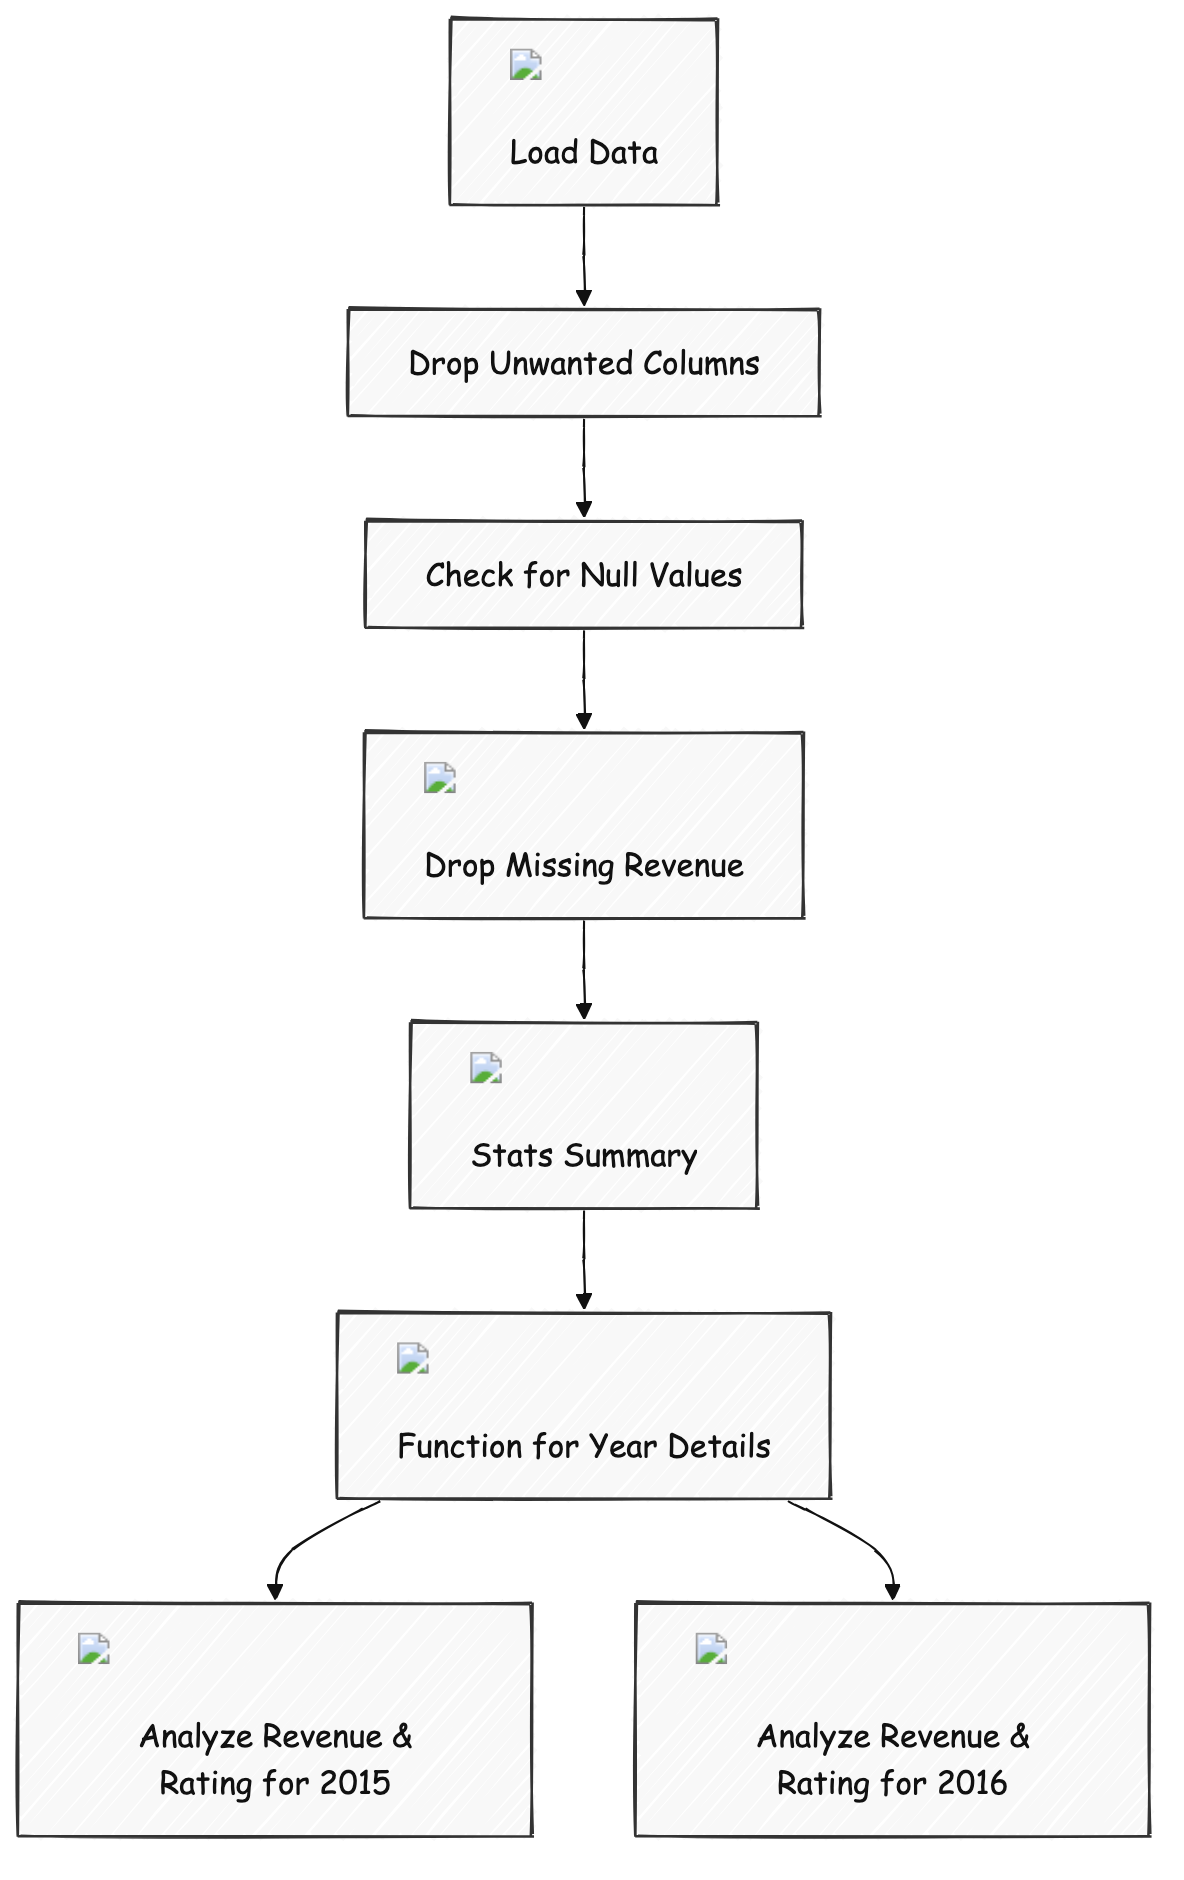 Load Data
Drop Unwanted Columns
Check for Null Values
Drop Missing Revenue
Stats Summary
Function for Year Details
Analyze Revenue &
Rating for 2015
Analyze Revenue &
Rating for 2016